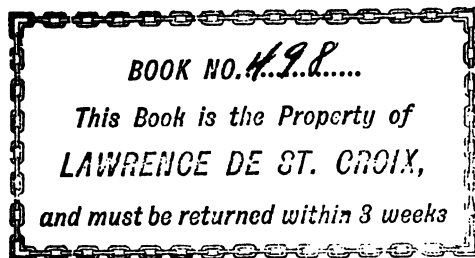 BOOK NO. 498......
This Book is the Property of
LAWRENCE DE ST. CROIX,
and must be returned within 3 weeks